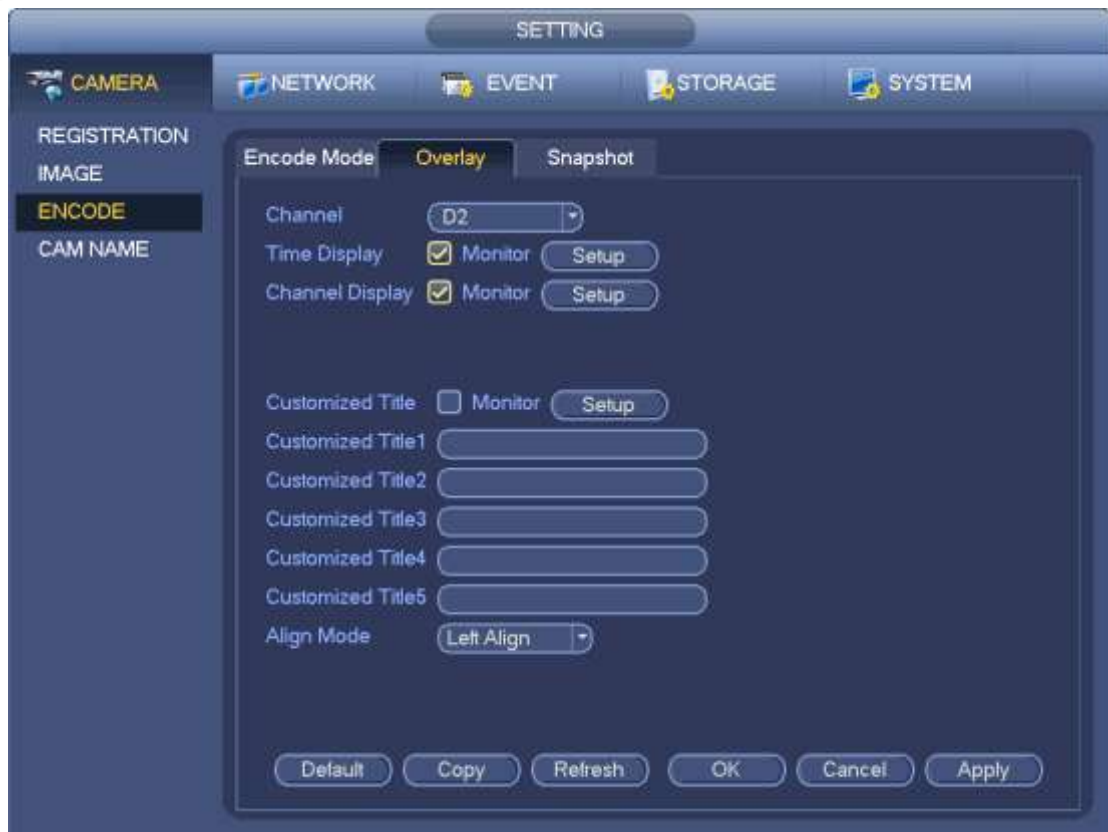 SETTING
CAMERA NETWORK EVENT STORAGE SYSTEM
REGISTRATION
IMAGE
ENCODE
CAM NAME
Encode Mode Overlay Snapshot
Channel D2
Time Display Monitor Setup
Channel Display Monitor Setup
Customized Title Monitor Setup
Customized Title1
Customized Title2
Customized Title3
Customized Title4
Customized Title5
Align Mode Left Align
Default Copy Refresh OK Cancel Apply